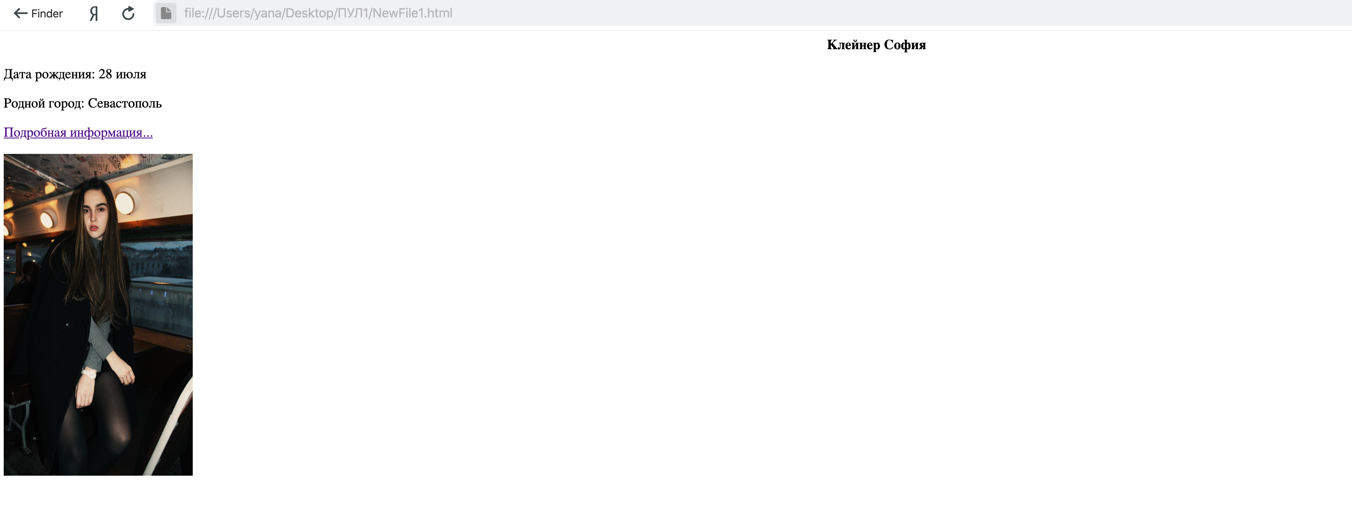 Finder Я file:///Users/yana/Desktop/ПУЛ1/NewFile1.html
Клейнер София
Дата рождения: 28 июля
Родной город: Севастополь
Подробная информация...